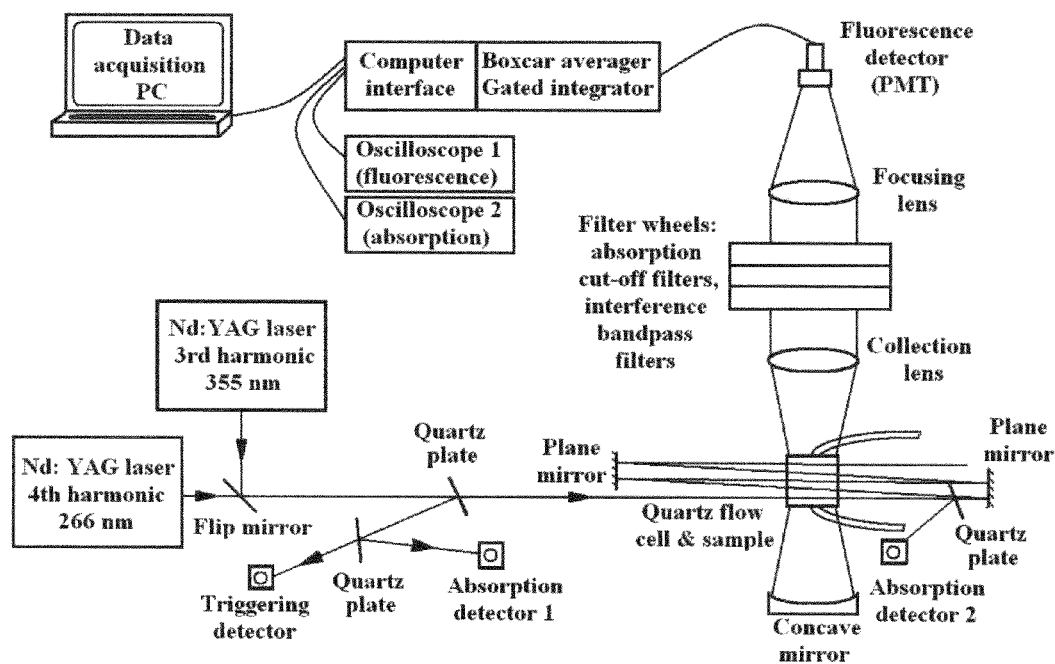 Data
acquisition
PC
Computer
interface
Boxcar averager
Gated integrator
Fluorescence
detector
(PMT)
Oscilloscope 1
(fluorescence)
Oscilloscope 2
(absorption)
Focusing
lens
Filter wheels:
absorption
cut-off filters,
interference
bandpass
filters
Nd:YAG laser
3rd harmonic
355 nm
Collection
lens
Nd: YAG laser
4th harmonic
266 nm
Flip mirror
Quartz
plate
Plane
mirror
Plane
mirror
Quartz flow
cell & sample
Quartz
plate
Triggering
detector
Quartz
plate
Absorption
detector 1
Absorption
detector 2
Concave
mirror